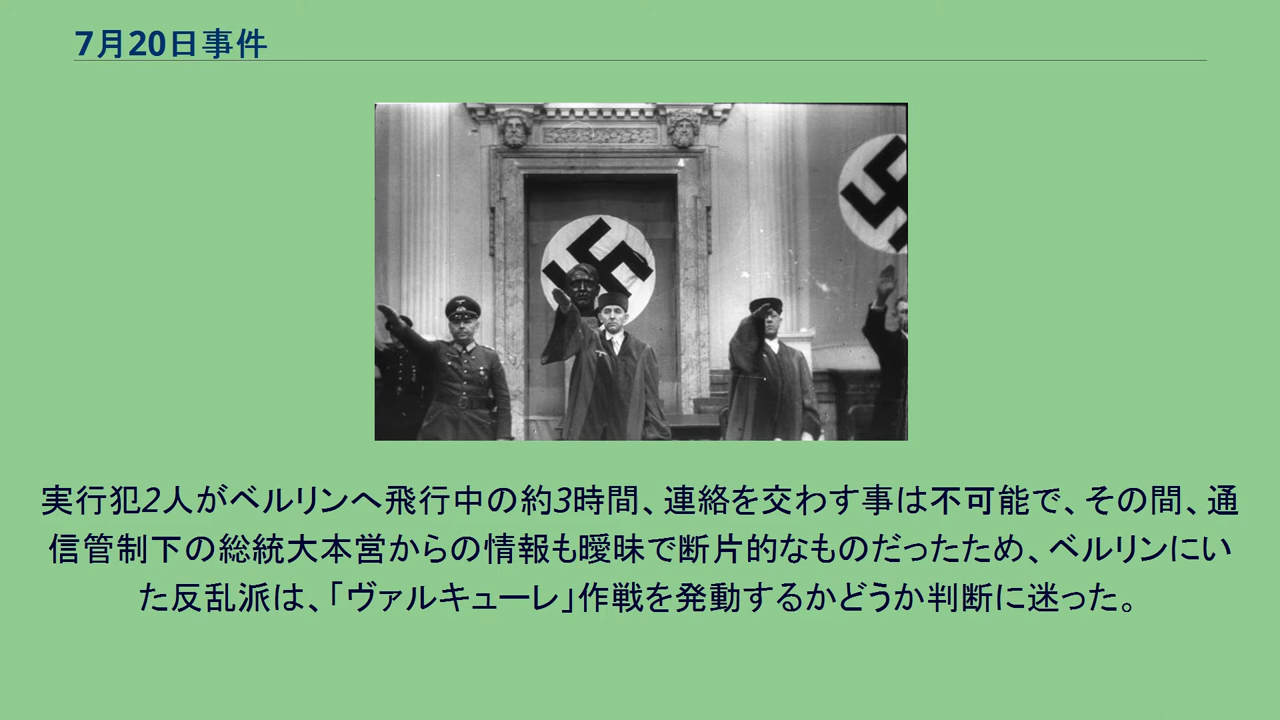 7月20日事件
実行犯2人がベルリンへ飛行中の約3時間、連絡を交わす事は不可能で、その間、通
信管制下の総統大本営からの情報も曖昧で断片的なものだったため、ベルリンにい
た反乱派は、「ヴァルキューレ」作戦を発動するかどうか判断に迷った。